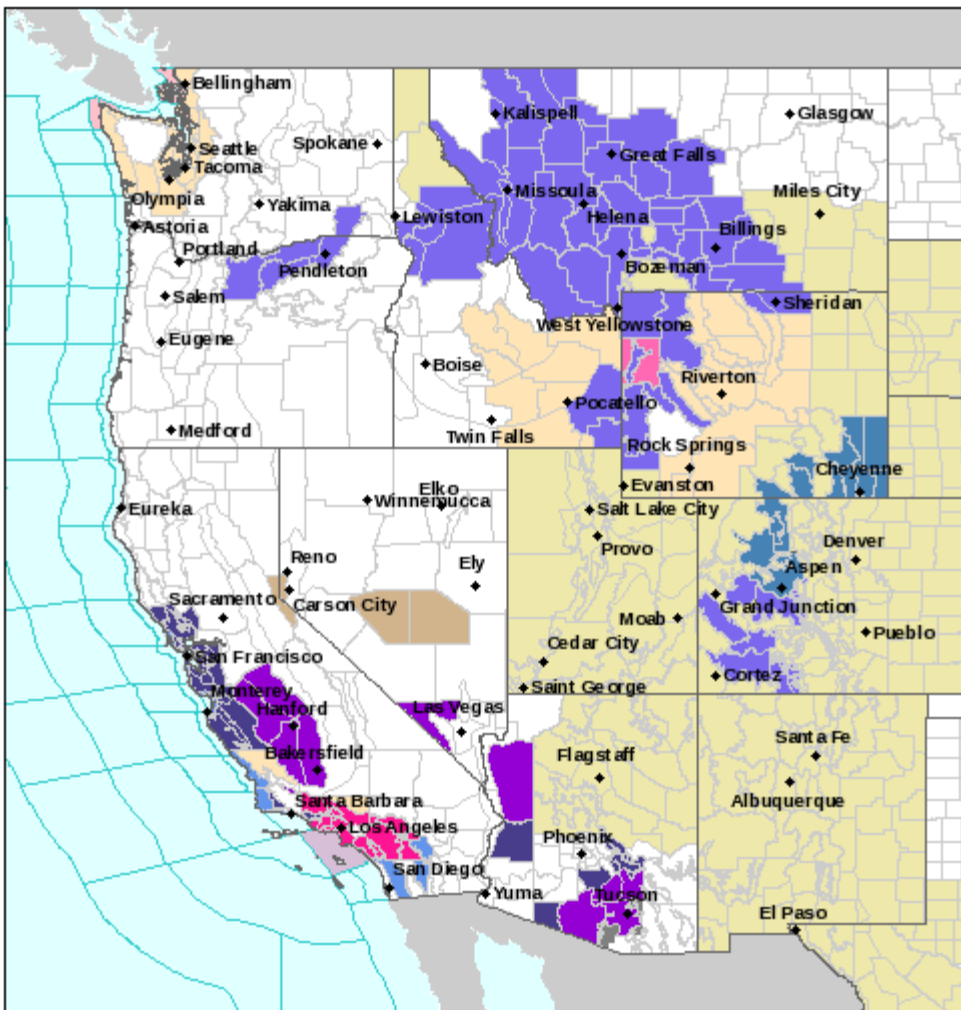 Bellingham
Kalispell
Glasgow
Seattle
Spokane
Great Falls
Tacoma
Missoula
Miles City
Olympia
Yakima
Lewiston
Helena
Astoria
Billings
Portland
Pendleton
Bozeman
Salem
Sheridan
West Yellowstone
Eugene
Boise
Riverton
Pocatello
Medford
Twin Falls
Rock Springs
Cheyenne
Evanston
Elko
Winnemucca
Eureka
Salt Lake City
Provo
Denver
Reno
Ely
Aspen
Sacramento
Carson City
Grand Junction
Moab
Pueblo
Cedar City
San Francisco
Cortez
Saint George
Monterey
Hanford
Las Vegas
Santa Fe
Bakersfield
Flagstaff
Albuquerque
Santa Barbara
Los Angeles
Phoenix
San Diego
Yuma
Tucson
El Paso